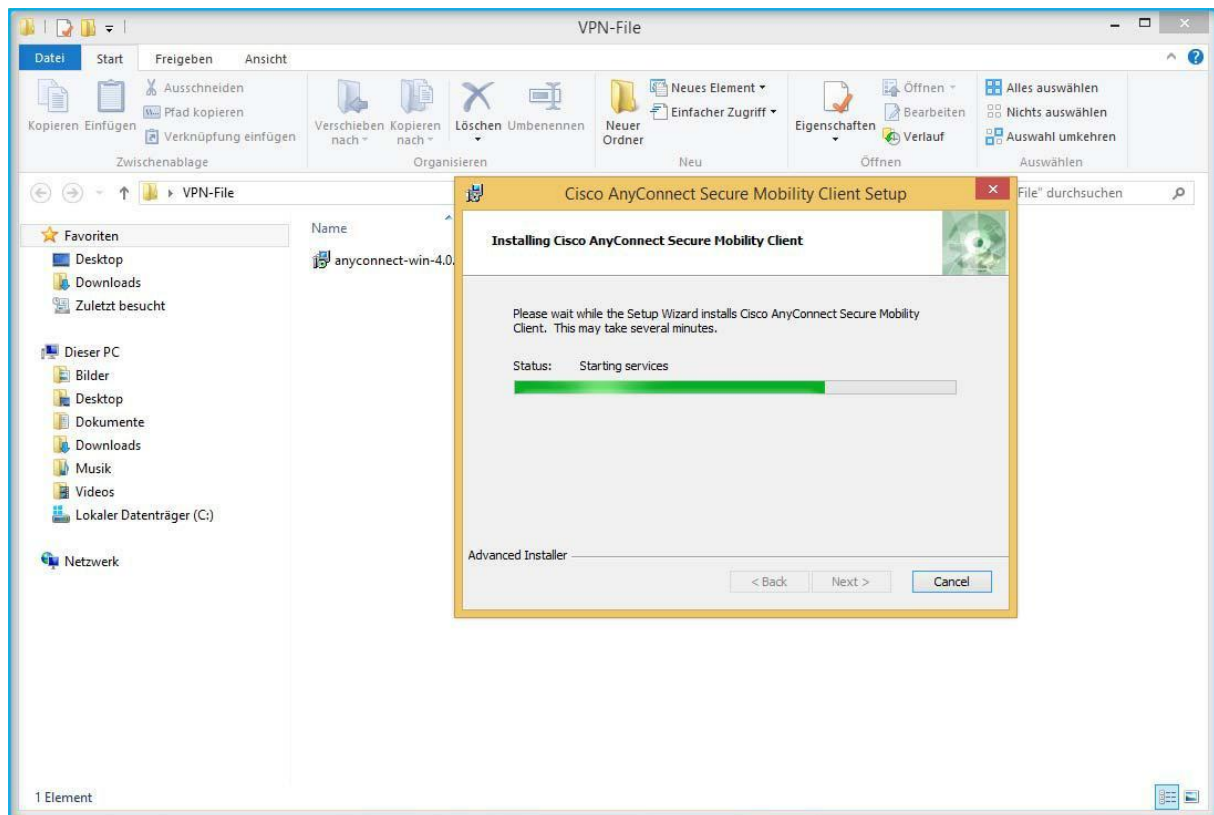 VPN-File
Datei Start Freigeben Ansicht
Kopieren
Einfügen
Ausschneiden
Pfad kopieren
Verknüpfung einfügen
Zwischenablage
Verschieben nach
Kopieren nach
Löschen
Umbenennen
Organisieren
Neuer Ordner
Neues Element
Einfacher Zugriff
Neu
Eigenschaften
Öffnen
Bearbeiten
Verlauf
Öffnen
Alles auswählen
Nichts auswählen
Auswahl umkehren
Auswählen
VPN-File
File" durchsuchen
Favoriten
Desktop
Downloads
Zuletzt besucht
Dieser PC
Bilder
Desktop
Dokumente
Downloads
Musik
Videos
Lokaler Datenträger (C:)
Netzwerk
Name
anyconnect-win-4.0.
Cisco AnyConnect Secure Mobility Client Setup
Installing Cisco AnyConnect Secure Mobility Client
Please wait while the Setup Wizard installs Cisco AnyConnect Secure Mobility
Client. This may take several minutes.
Status: Starting services
Advanced Installer
< Back Next > Cancel
1 Element